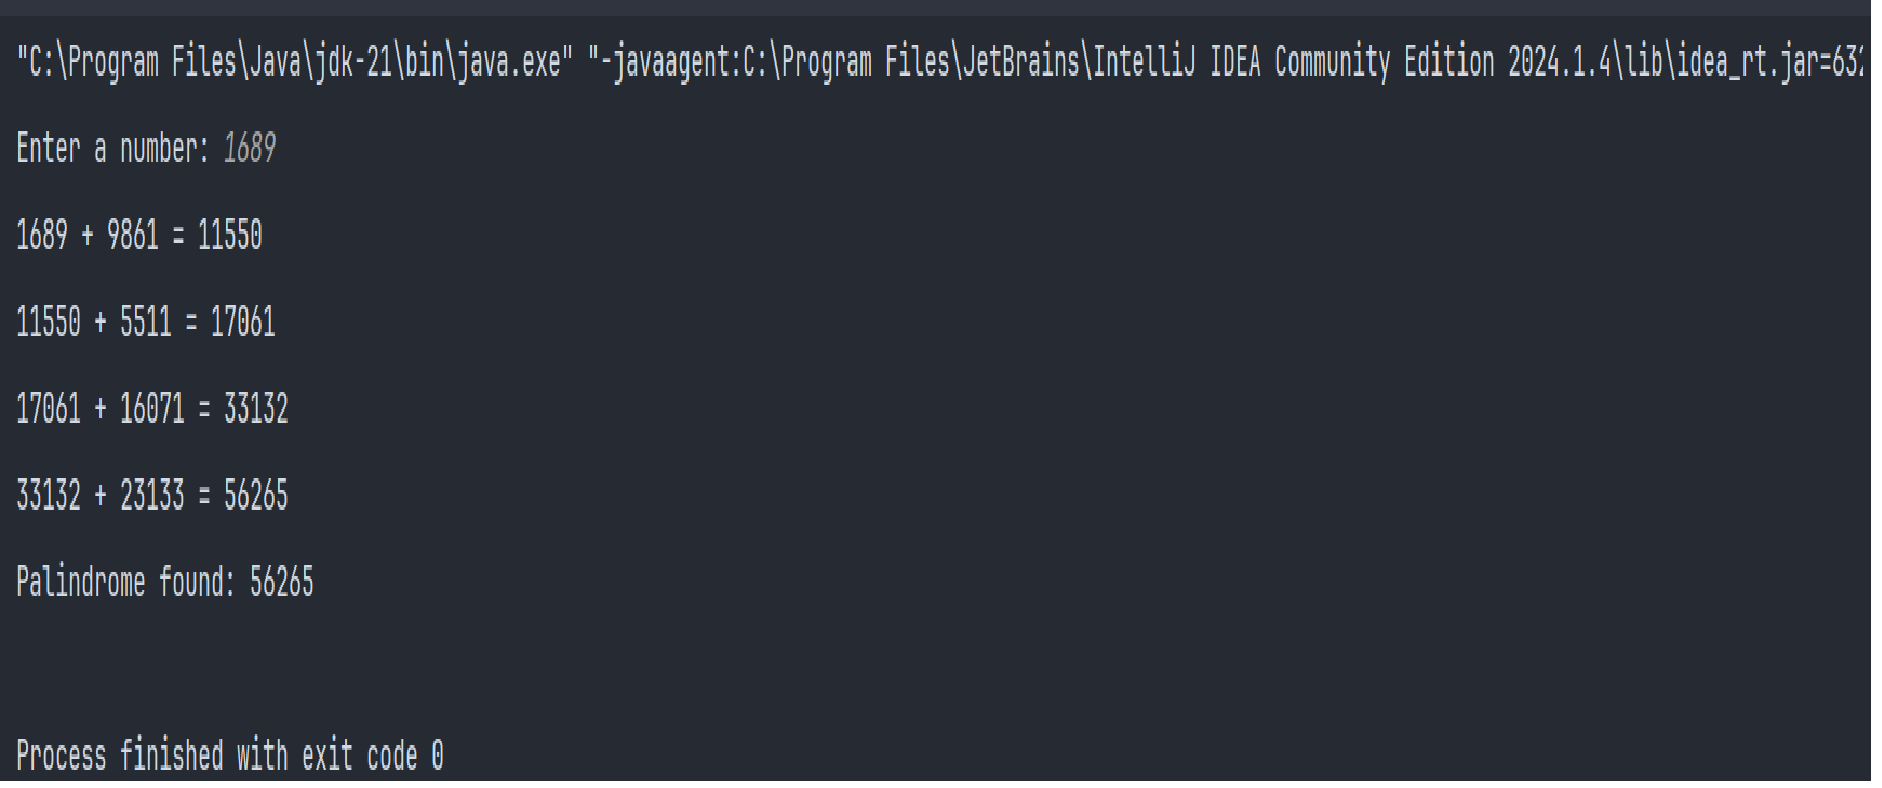 "C:\Program Files\Java\jdk-21\bin\java.exe" "-javaagent:C:\Program Files\JetBrains\IntelliJ IDEA Community Edition 2024.1.4\lib\idea_rt.jar=632
Enter a number: 1689
1689 + 9861 = 11550
11550 + 5511 = 17061
17061 + 16071 = 33132
33132 + 23133 = 56265
Palindrome found: 56265
Process finished with exit code 0